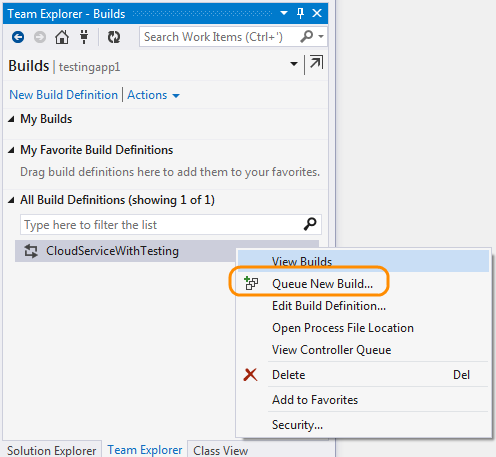 Team Explorer - Builds
Search Work Items (Ctrl+')
Builds | testingapp1
New Build Definition | Actions
My Builds
My Favorite Build Definitions
Drag build definitions here to add them to your favorites.
All Build Definitions (showing 1 of 1)
Type here to filter the list
CloudServiceWithTesting
View Builds
Queue New Build...
Edit Build Definition...
Open Process File Location
View Controller Queue
Delete Del
Add to Favorites
Security...
Solution Explorer Team Explorer Class View